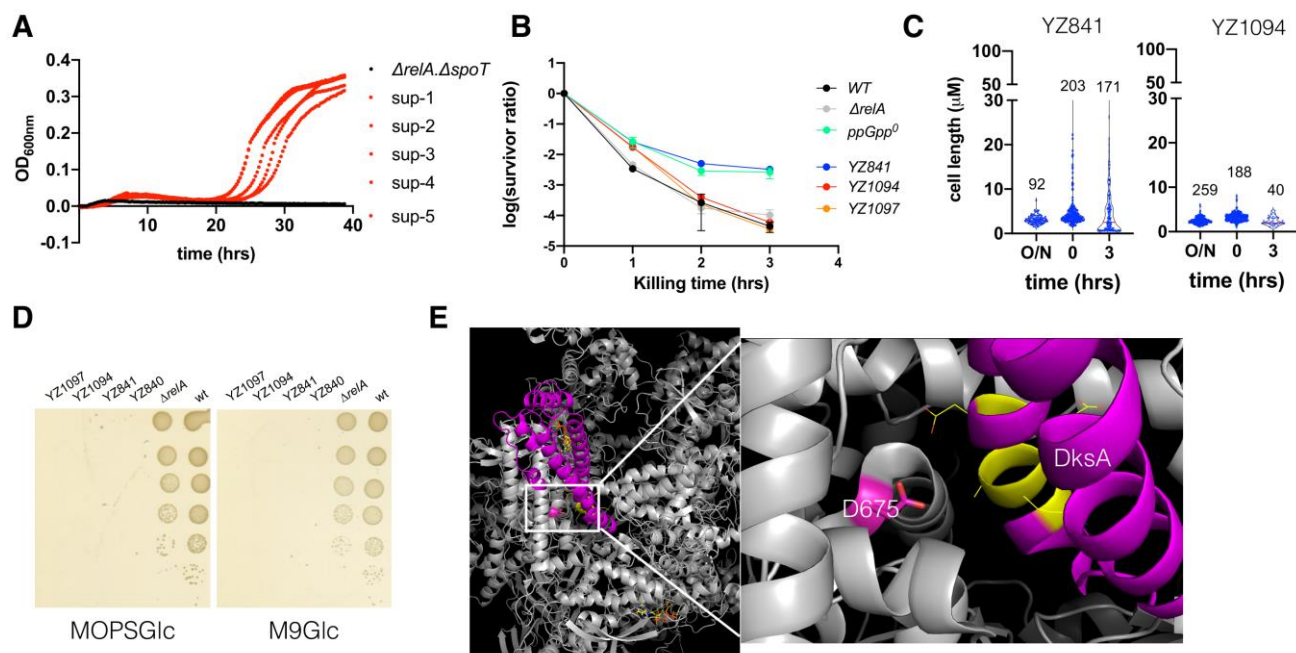 A
OD600nm
0.4
0.3
0.2
0.1
0.0
-0.1
0 10 20 30 40
time (hrs)
ΔrelA.ΔspoT
sup-1
sup-2
sup-3
sup-4
sup-5
B
log(survivor ratio)
1
0
-1
-2
-3
-4
-5
0 1 2 3 4
Killing time (hrs)
WT
ΔrelA
ppGpp⁰
YZ841
YZ1094
YZ1097
C
YZ841
cell length (μM)
100
50
30
20
10
0
92 203 171
O/N 0 3
time (hrs)
YZ1094
100
50
30
20
10
0
259 188 40
O/N 0 3
time (hrs)
D
YZ1097 YZ1094 YZ841 YZ840 ΔrelA wt
YZ1097 YZ1094 YZ841 YZ840 ΔrelA wt
MOPSGlc
M9Glc
E
D675
DksA